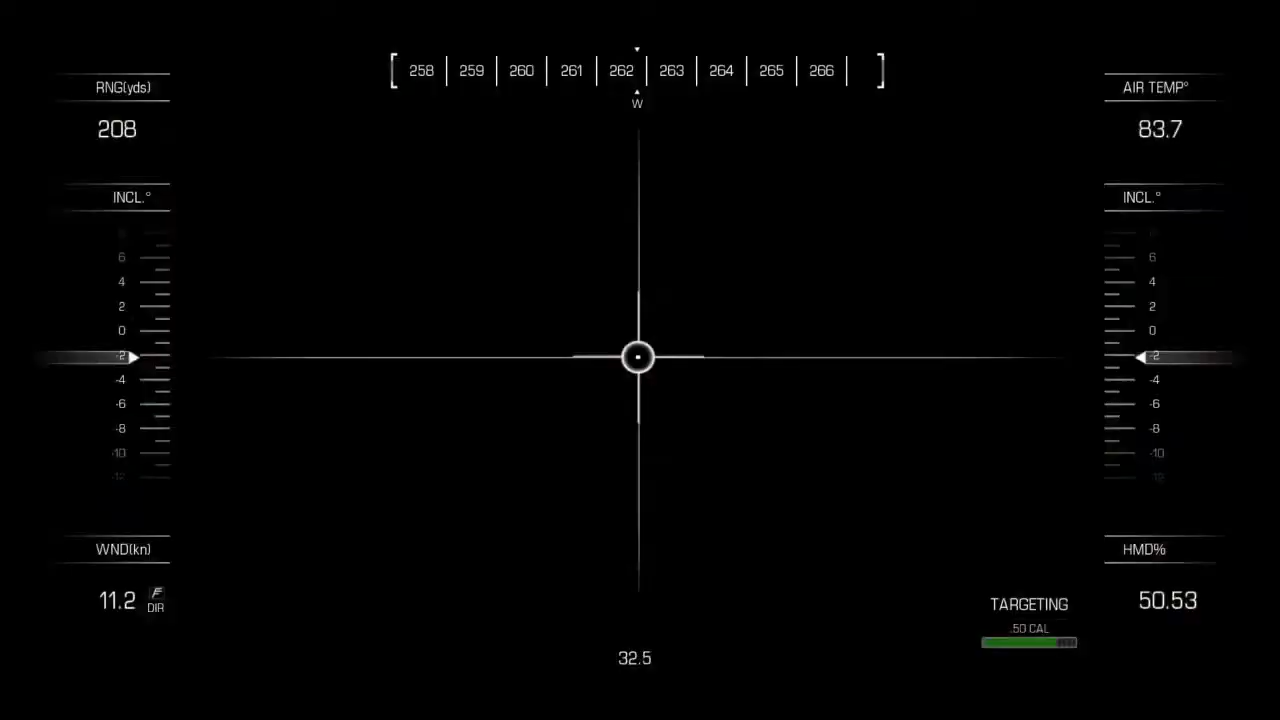 258 259 260 261 262 263 264 265 266
W
RNG(yds)
208
INCL.°
6
4
2
0
-2
-4
-6
-8
-10
-12
WND(kn)
11.2 F
DIR
32.5
AIR TEMP°
83.7
INCL.°
6
4
2
0
-2
-4
-6
-8
-10
-12
HMD%
50.53
TARGETING
.50 CAL